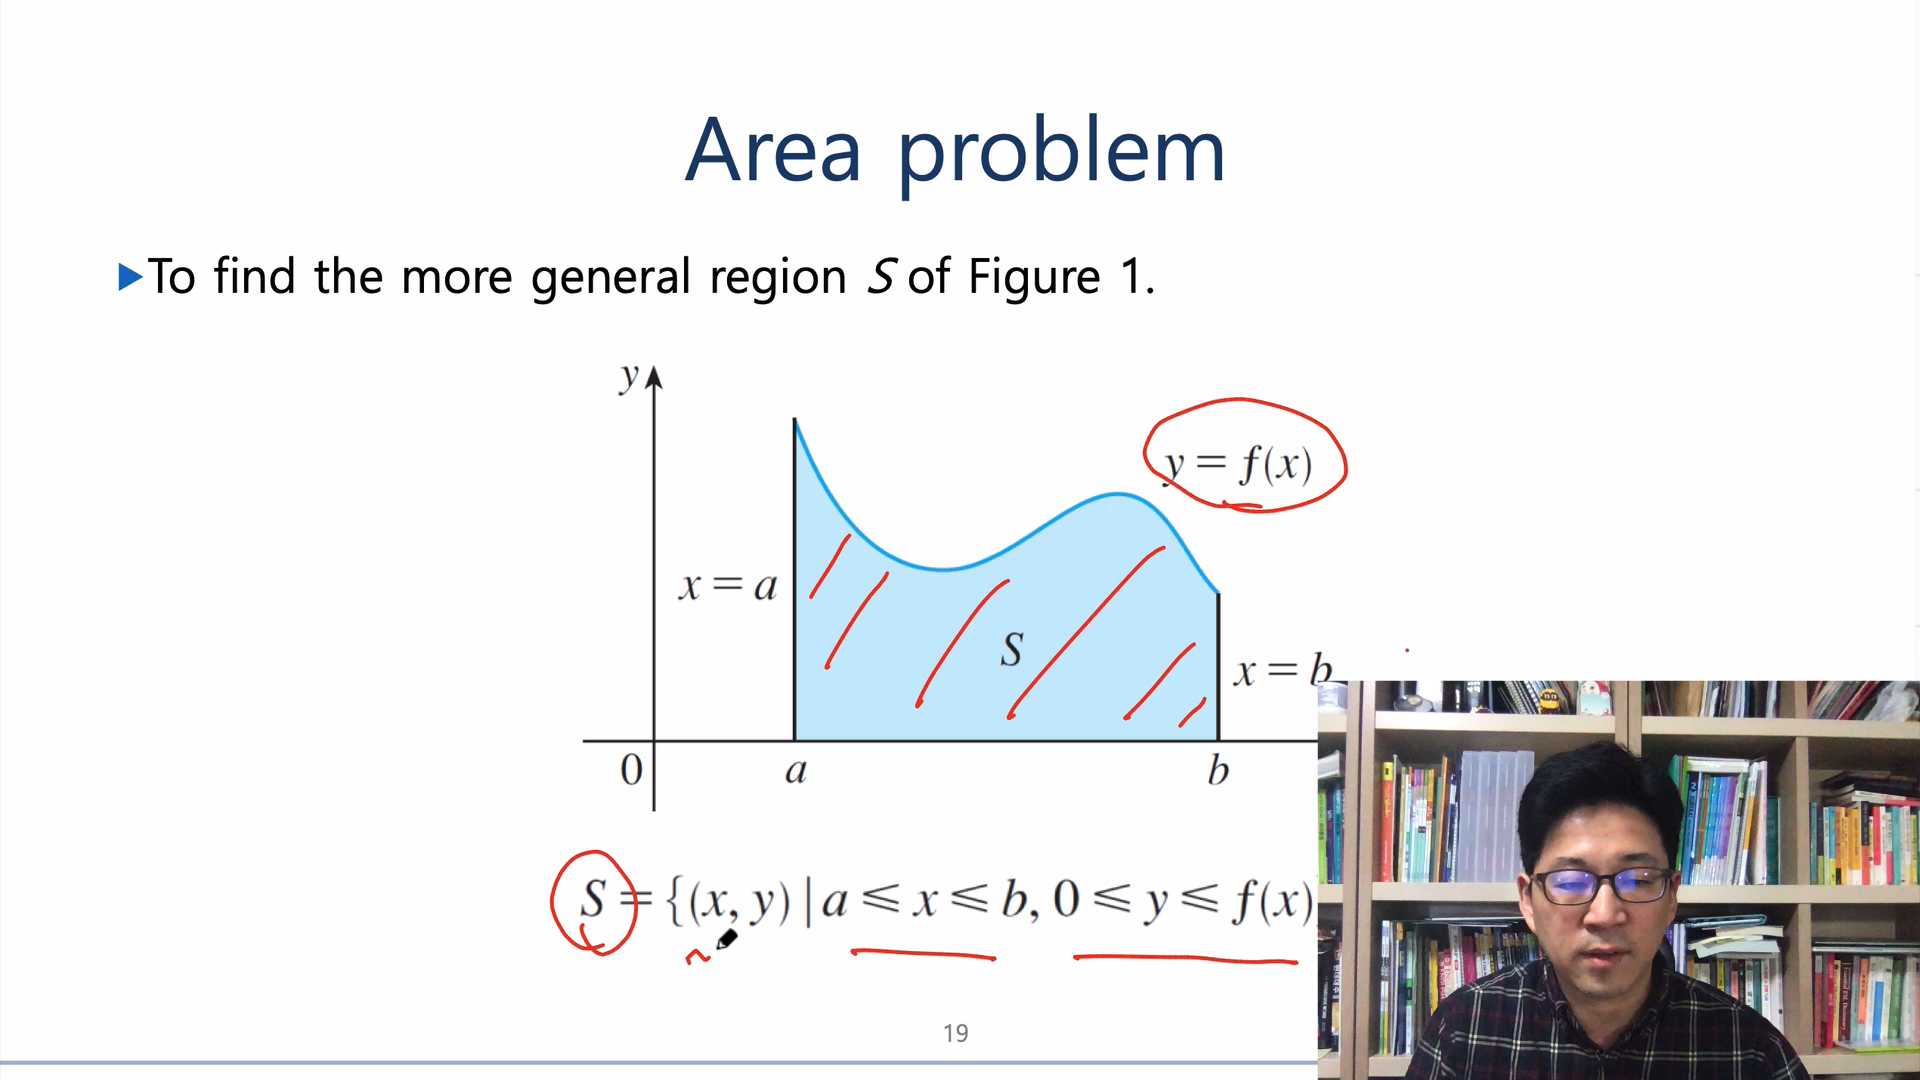 Area problem
▶To find the more general region S of Figure 1.
y
y = f(x)
x = a
S
x = b
0
a
b
S = {(x, y) | a ⩽ x ⩽ b, 0 ⩽ y ⩽ f(x)
19